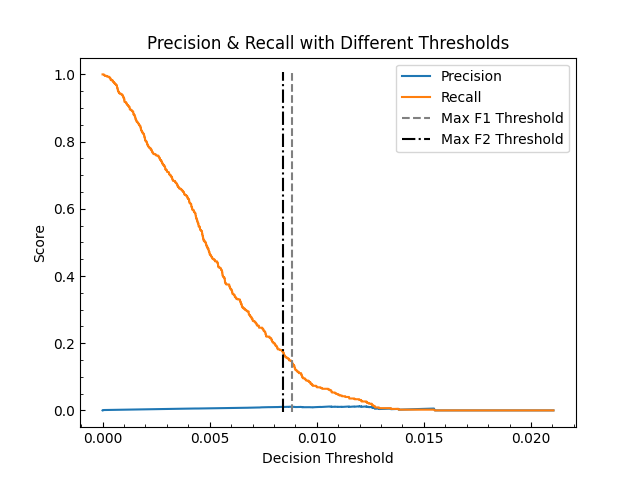 Precision & Recall with Different Thresholds
Precision
Recall
Max F1 Threshold
Max F2 Threshold
1.0
0.8
0.6
0.4
0.2
0.0
Score
0.000 0.005 0.010 0.015 0.020
Decision Threshold